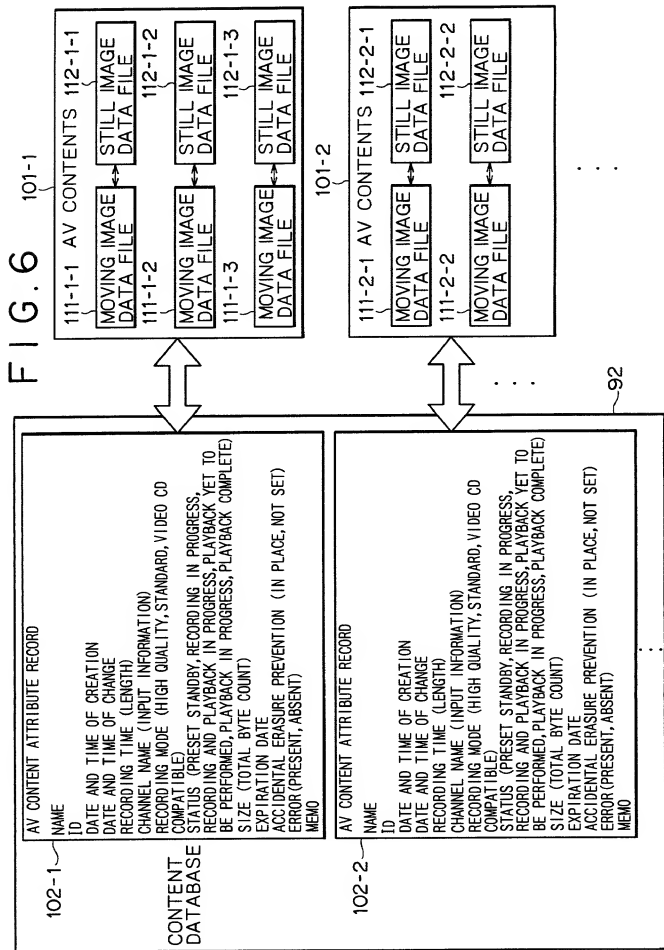 FIG. 6
CONTENT
DATABASE
92
102-1
AV CONTENT ATTRIBUTE RECORD
NAME
ID
DATE AND TIME OF CREATION
DATE AND TIME OF CHANGE
RECORDING TIME (LENGTH)
CHANNEL NAME (INPUT INFORMATION)
RECORDING MODE (HIGH QUALITY, STANDARD, VIDEO CD
COMPATIBLE)
STATUS (PRESET STANDBY, RECORDING IN PROGRESS,
RECORDING AND PLAYBACK IN PROGRESS, PLAYBACK YET TO
BE PERFORMED, PLAYBACK IN PROGRESS, PLAYBACK COMPLETE)
SIZE (TOTAL BYTE COUNT)
EXPIRATION DATE
ACCIDENTAL ERASURE PREVENTION (IN PLACE, NOT SET)
ERROR (PRESENT, ABSENT)
MEMO
102-2
AV CONTENT ATTRIBUTE RECORD
NAME
ID
DATE AND TIME OF CREATION
DATE AND TIME OF CHANGE
RECORDING TIME (LENGTH)
CHANNEL NAME (INPUT INFORMATION)
RECORDING MODE (HIGH QUALITY, STANDARD, VIDEO CD
COMPATIBLE)
STATUS (PRESET STANDBY, RECORDING IN PROGRESS,
RECORDING AND PLAYBACK IN PROGRESS, PLAYBACK YET TO
BE PERFORMED, PLAYBACK IN PROGRESS, PLAYBACK COMPLETE)
SIZE (TOTAL BYTE COUNT)
EXPIRATION DATE
ACCIDENTAL ERASURE PREVENTION (IN PLACE, NOT SET)
ERROR (PRESENT, ABSENT)
MEMO
101-1
AV CONTENTS
111-1-1
MOVING IMAGE
DATA FILE
112-1-1
STILL IMAGE
DATA FILE
111-1-2
MOVING IMAGE
DATA FILE
112-1-2
STILL IMAGE
DATA FILE
111-1-3
MOVING IMAGE
DATA FILE
112-1-3
STILL IMAGE
DATA FILE
101-2
AV CONTENTS
111-2-1
MOVING IMAGE
DATA FILE
112-2-1
STILL IMAGE
DATA FILE
111-2-2
MOVING IMAGE
DATA FILE
112-2-2
STILL IMAGE
DATA FILE